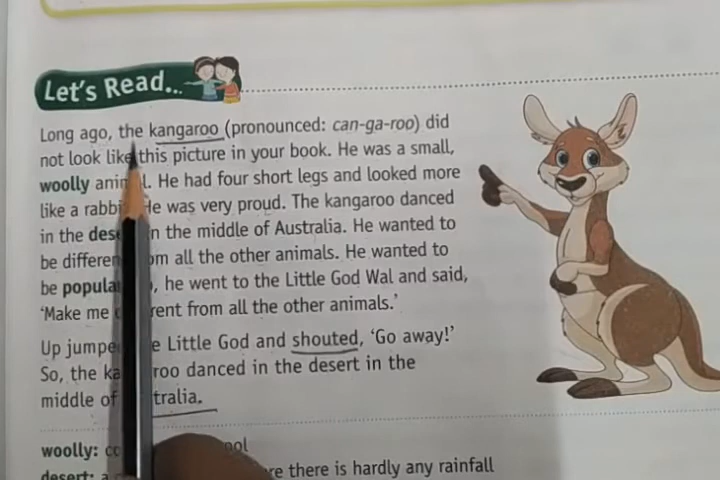 Let's Read...
Long ago, the kangaroo (pronounced: can-ga-roo) did
not look like this picture in your book. He was a small,
woolly animal. He had four short legs and looked more
like a rabbit. He was very proud. The kangaroo danced
in the desert in the middle of Australia. He wanted to
be different from all the other animals. He wanted to
be popular. So, he went to the Little God Wal and said,
'Make me different from all the other animals.'
Up jumped the Little God and shouted, 'Go away!'
So, the kangaroo danced in the desert in the
middle of Australia.
woolly:
desert: a there is hardly any rainfall